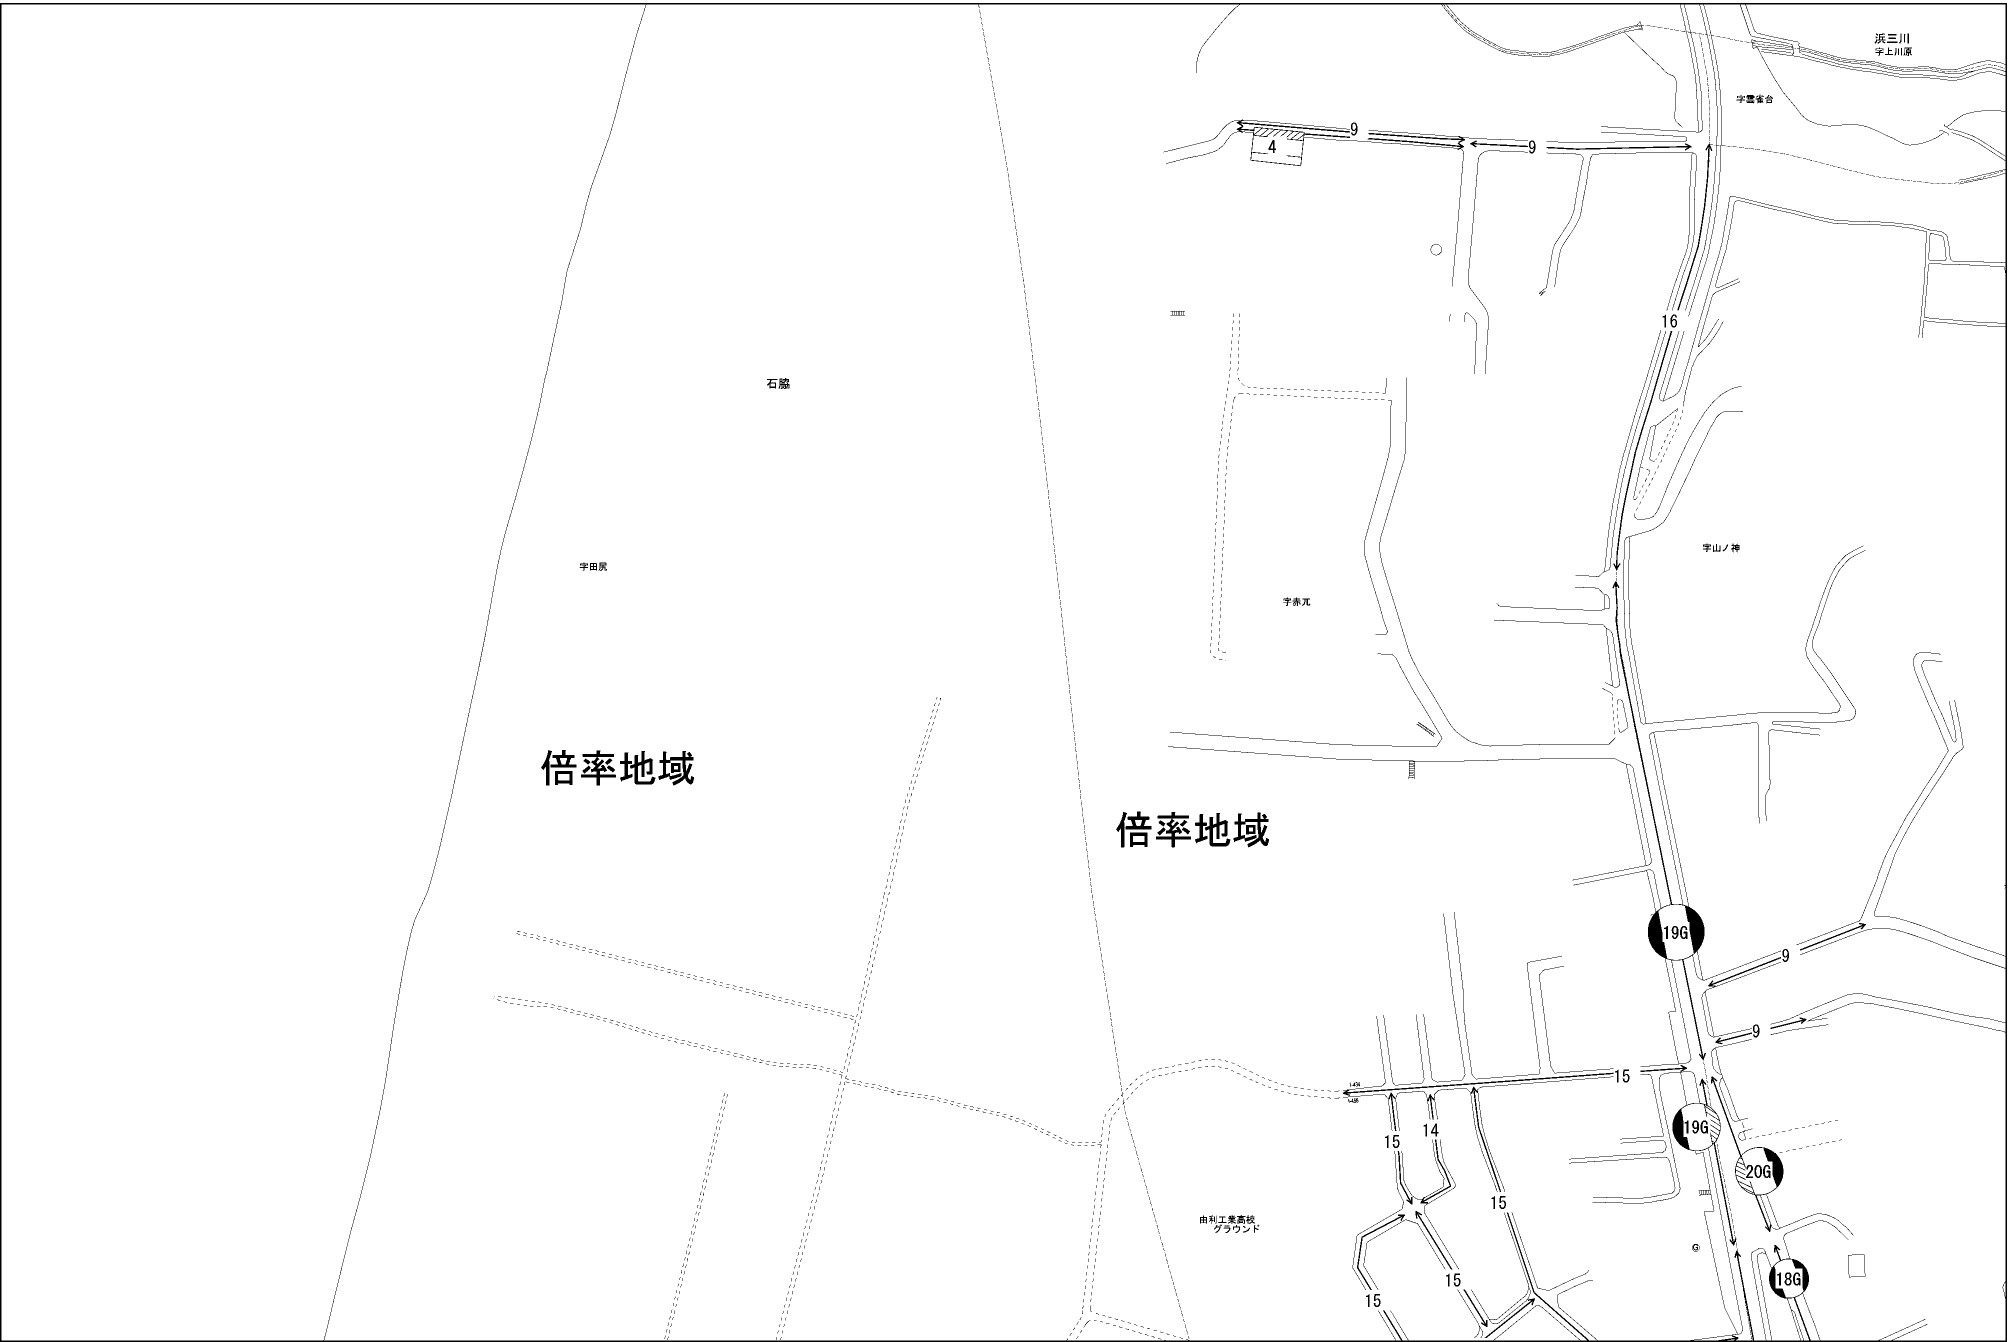 浜三川
字上川原
字雲雀台
9
4
9
16
石脇
字田尻
字赤兀
字山ノ神
倍率地域
倍率地域
19G
9
9
15
15
14
19G
20G
15
由利工業高校
グラウンド
G
15
15
18G